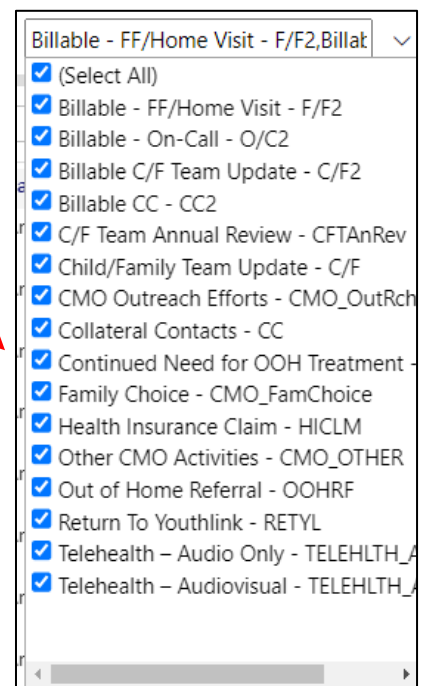 Billable - FF/Home Visit - F/F2,Billab
(Select All)
Billable - FF/Home Visit - F/F2
Billable - On-Call - O/C2
Billable C/F Team Update - C/F2
Billable CC - CC2
C/F Team Annual Review - CFTAnRev
Child/Family Team Update - C/F
CMO Outreach Efforts - CMO_OutRch
Collateral Contacts - CC
Continued Need for OOH Treatment -
Family Choice - CMO_FamChoice
Health Insurance Claim - HICLM
Other CMO Activities - CMO_OTHER
Out of Home Referral - OOHRF
Return To Youthlink - RETYL
Telehealth – Audio Only - TELEHLTH_A
Telehealth – Audiovisual - TELEHLTH_A